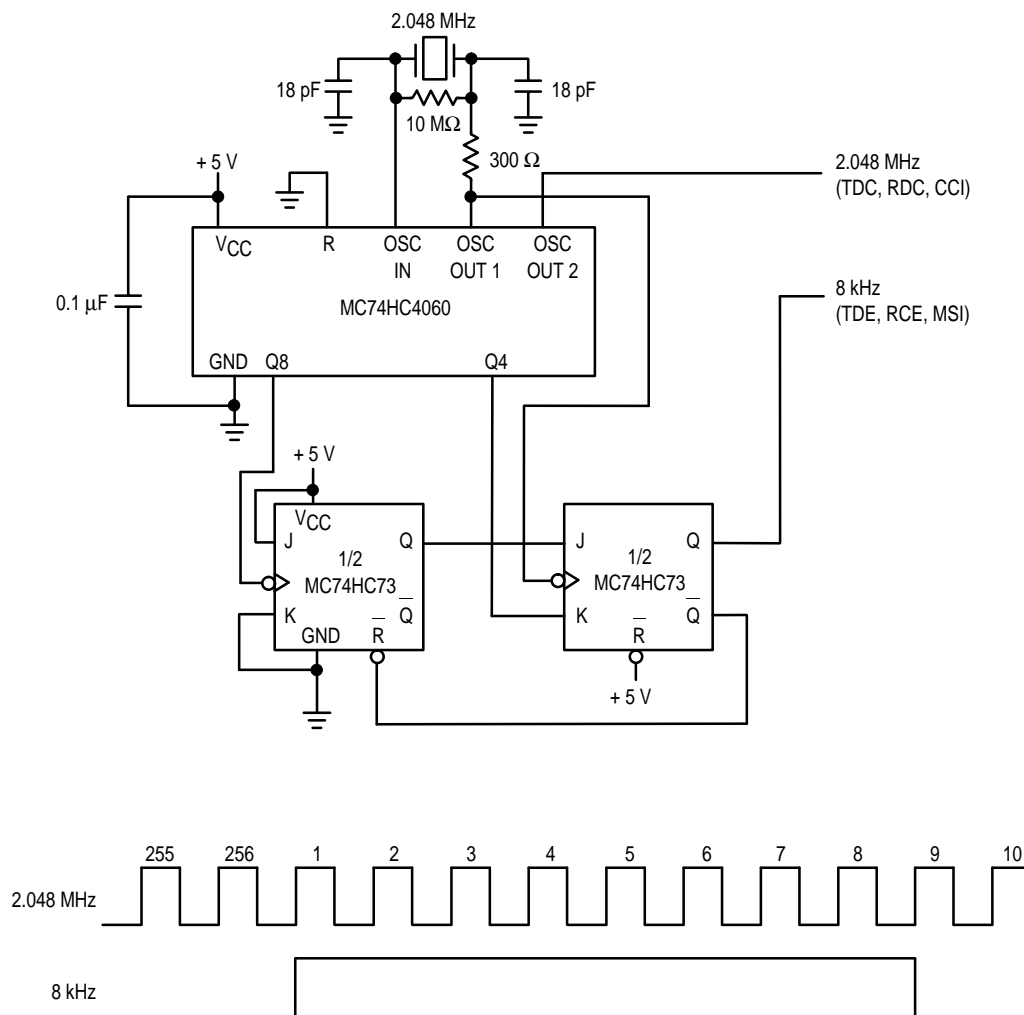 2.048 MHz
18 pF
18 pF
10 MΩ
300 Ω
+ 5 V
2.048 MHz
(TDC, RDC, CCI)
VCC
R
OSC
IN
OSC
OUT 1
OSC
OUT 2
0.1 μF
MC74HC4060
8 kHz
(TDE, RCE, MSI)
GND
Q8
Q4
+ 5 V
VCC
J
Q
1/2
MC74HC73
K
Q
GND
R
J
Q
1/2
MC74HC73
K
Q
R
+ 5 V
255 256 1 2 3 4 5 6 7 8 9 10
2.048 MHz
8 kHz